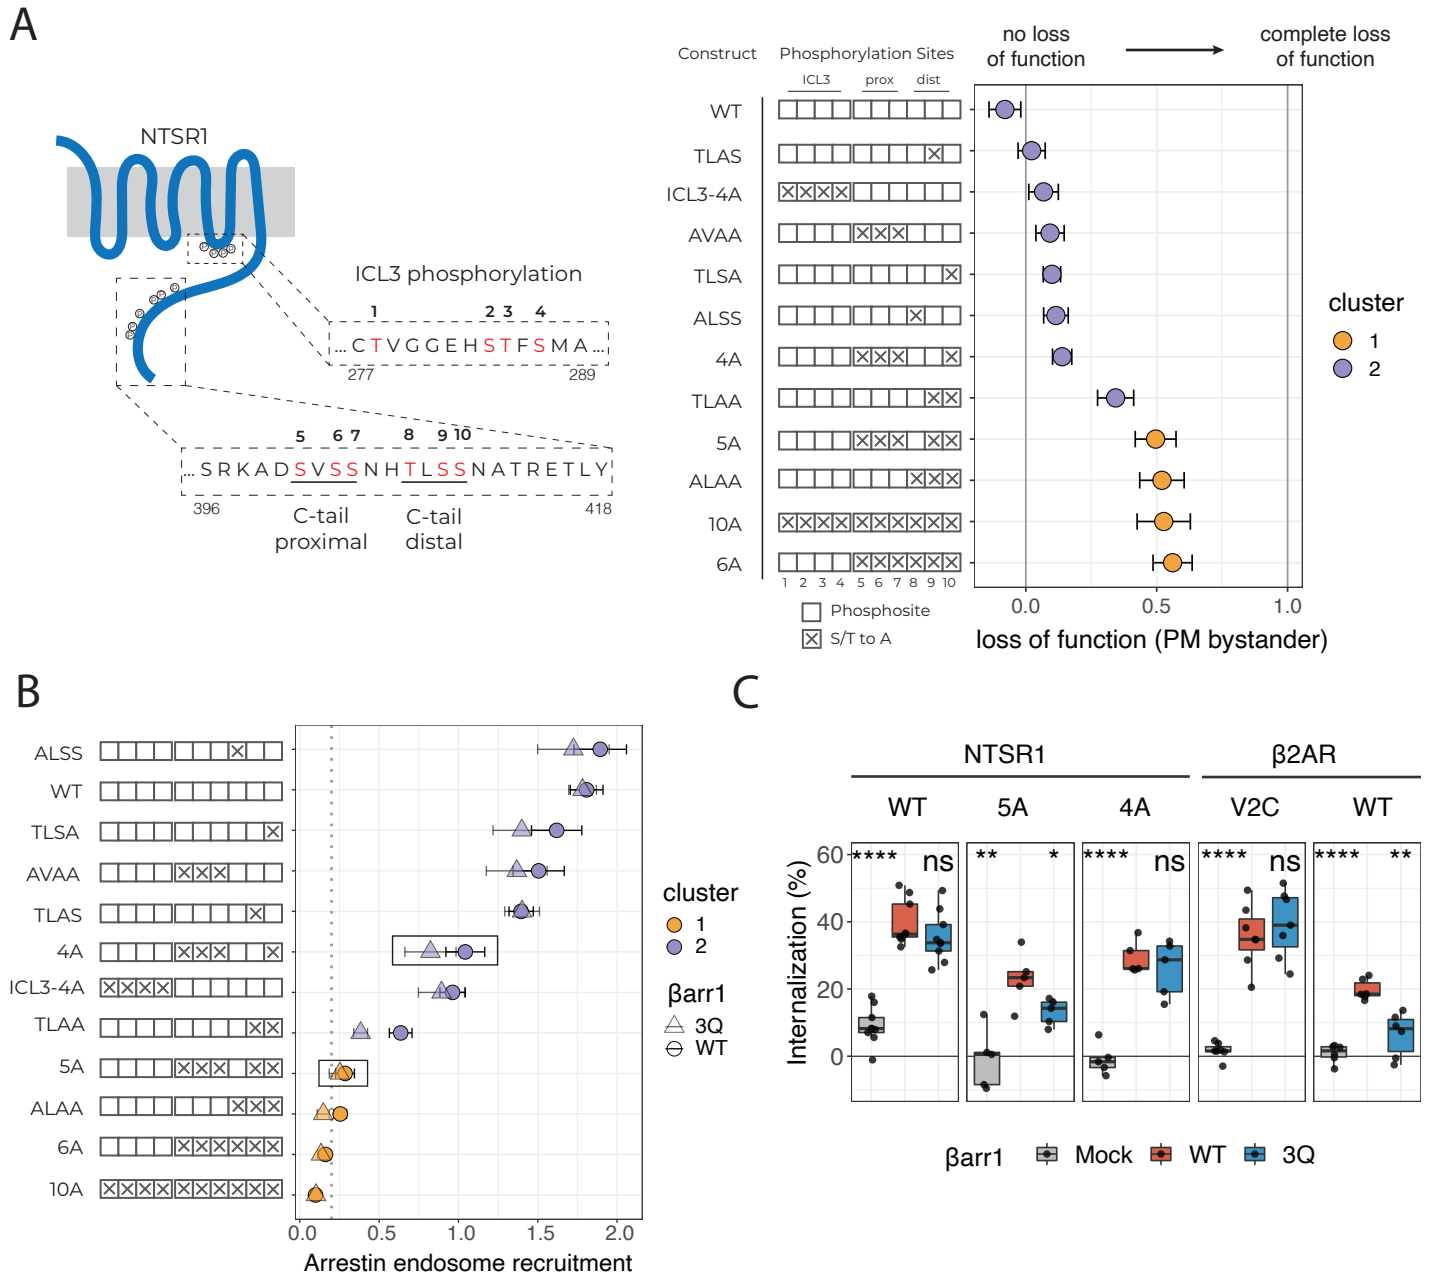 A
NTSR1
P P P P
P P P P P P
ICL3 phosphorylation
1 2 3 4
... C T V G G E H S T F S M A ...
277 289
5 6 7 8 9 10
... S R K A D S V S S N H T L S S N A T R E T L Y
396 418
C-tail proximal
C-tail distal
Construct Phosphorylation Sites
ICL3 prox dist
no loss of function
complete loss of function
WT
TLAS
ICL3-4A
AVAA
TLSA
ALSS
4A
TLAA
5A
ALAA
10A
6A
1 2 3 4 5 6 7 8 9 10
Phosphosite
S/T to A
0.0 0.5 1.0
loss of function (PM bystander)
cluster
1
2
B
ALSS
WT
TLSA
AVAA
TLAS
4A
ICL3-4A
TLAA
5A
ALAA
6A
10A
0.0 0.5 1.0 1.5 2.0
Arrestin endosome recruitment
cluster
1
2
βarr1
3Q
WT
C
NTSR1 β2AR
WT 5A 4A V2C WT
**** ns ** * **** ns **** ns **** **
60
40
20
0
Internalization (%)
βarr1 Mock WT 3Q